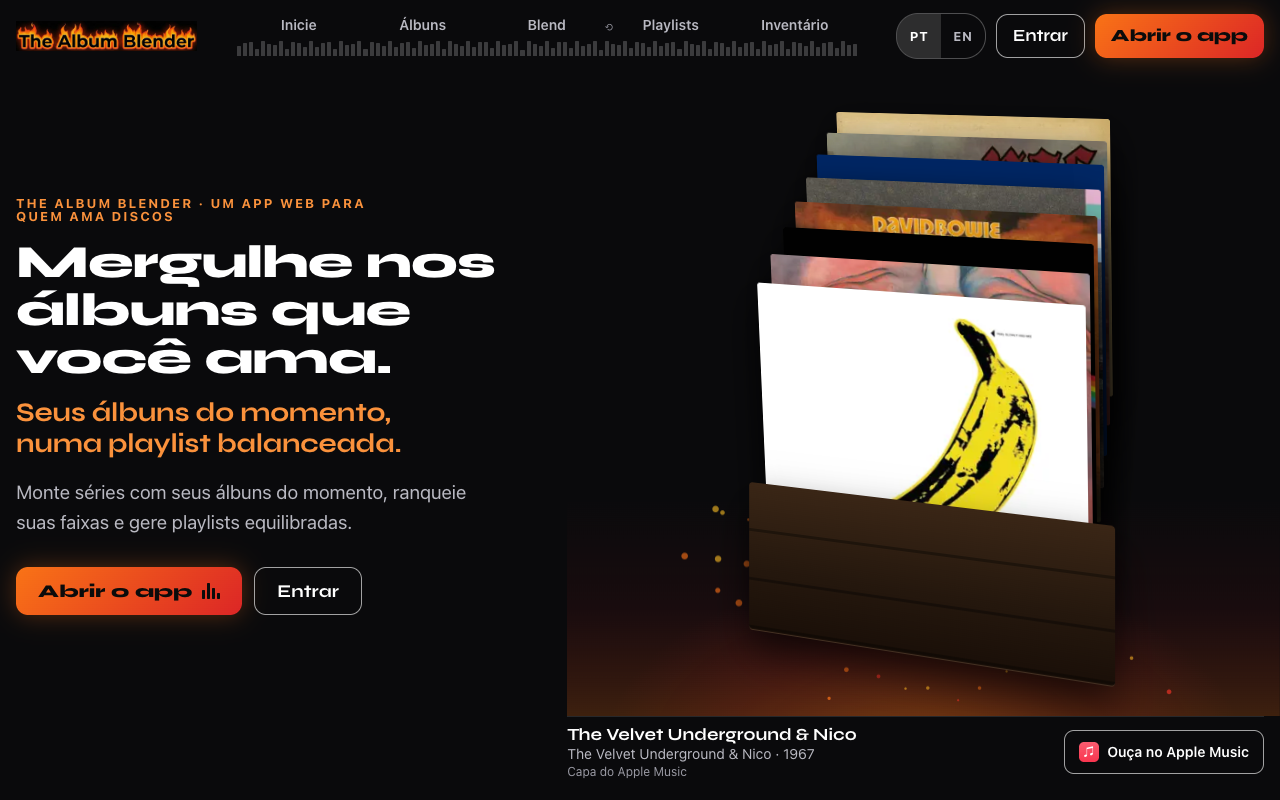 The Album Blender
Inicie
Álbuns
Blend
Playlists
Inventário
PT
EN
Entrar
Abrir o app
THE ALBUM BLENDER · UM APP WEB PARA
QUEM AMA DISCOS
Mergulhe nos
álbuns que
você ama.
Seus álbuns do momento,
numa playlist balanceada.
Monte séries com seus álbuns do momento, ranqueie
suas faixas e gere playlists equilibradas.
Abrir o app
Entrar
DAVID BOWIE
The Velvet Underground & Nico
The Velvet Underground & Nico · 1967
Capa do Apple Music
Ouça no Apple Music